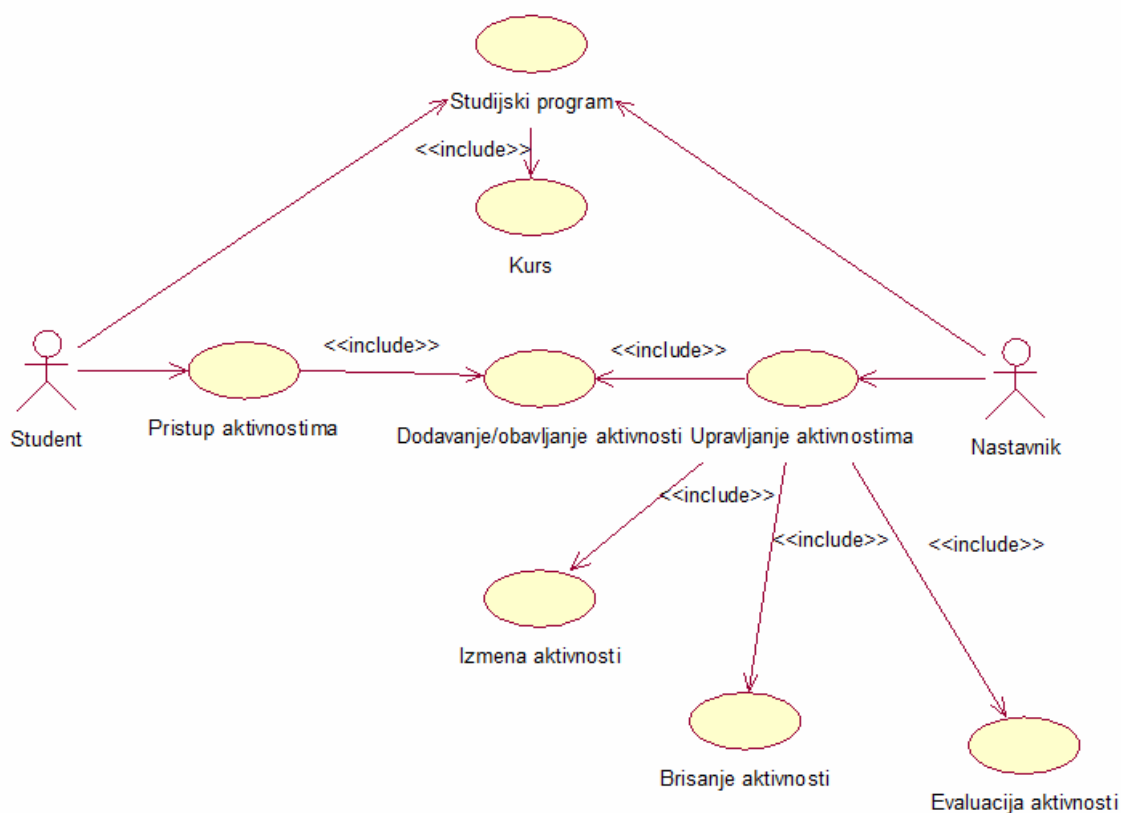 Studijski program
<<include>>
Kurs
<<include>>
<<include>>
Student
Pristup aktivnostima
Dodavanje/obavljanje aktivnosti
Upravljanje aktivnostima
Nastavnik
<<include>>
<<include>>
<<include>>
Izmena aktivnosti
Brisanje aktivnosti
Evaluacija aktivnosti